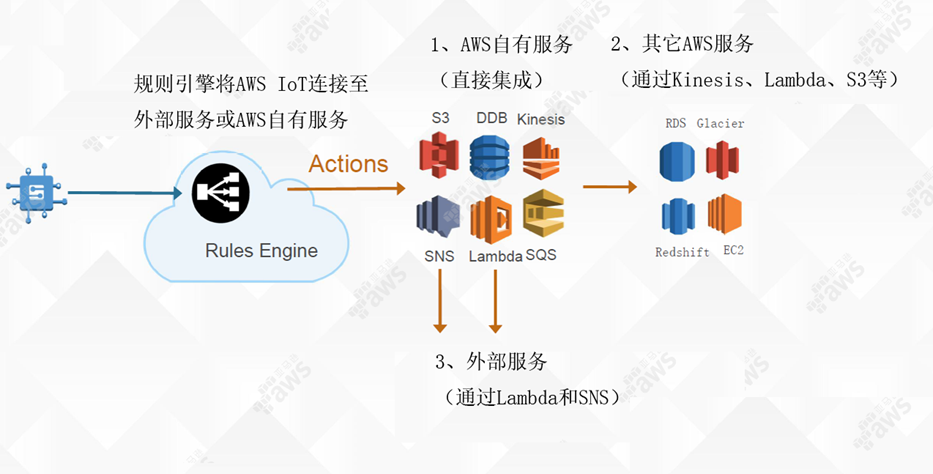 1、AWS自有服务
（直接集成）
2、其它AWS服务
（通过Kinesis、Lambda、S3等）
规则引擎将AWS IoT连接至
外部服务或AWS自有服务
S3 DDB Kinesis
RDS Glacier
Actions
Rules Engine
SNS Lambda SQS
Redshift EC2
3、外部服务
（通过Lambda和SNS）
aws